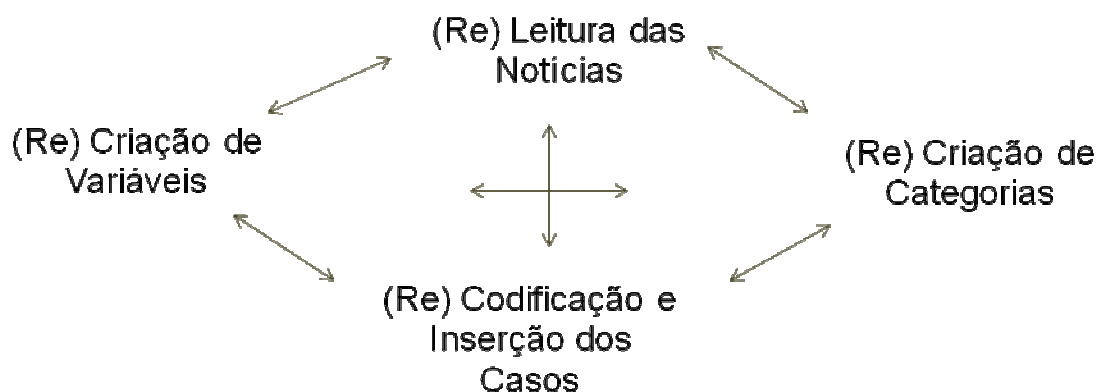 (Re) Leitura das
Notícias
(Re) Criação de
Variáveis
(Re) Criação de
Categorias
(Re) Codificação e
Inserção dos
Casos